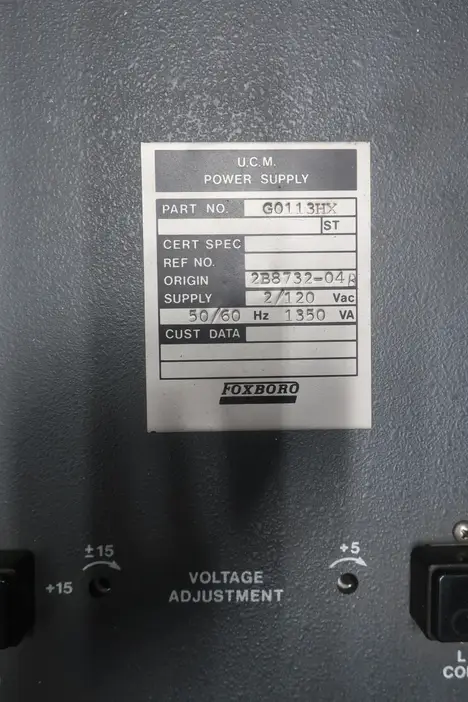 U.C.M.
POWER SUPPLY
PART NO. G0113HX
ST
CERT SPEC
REF NO.
ORIGIN 2B8732-04R
SUPPLY 2/120 Vac
50/60 Hz 1350 VA
CUST DATA
FOXBORO
±15
+5
+15
VOLTAGE
ADJUSTMENT